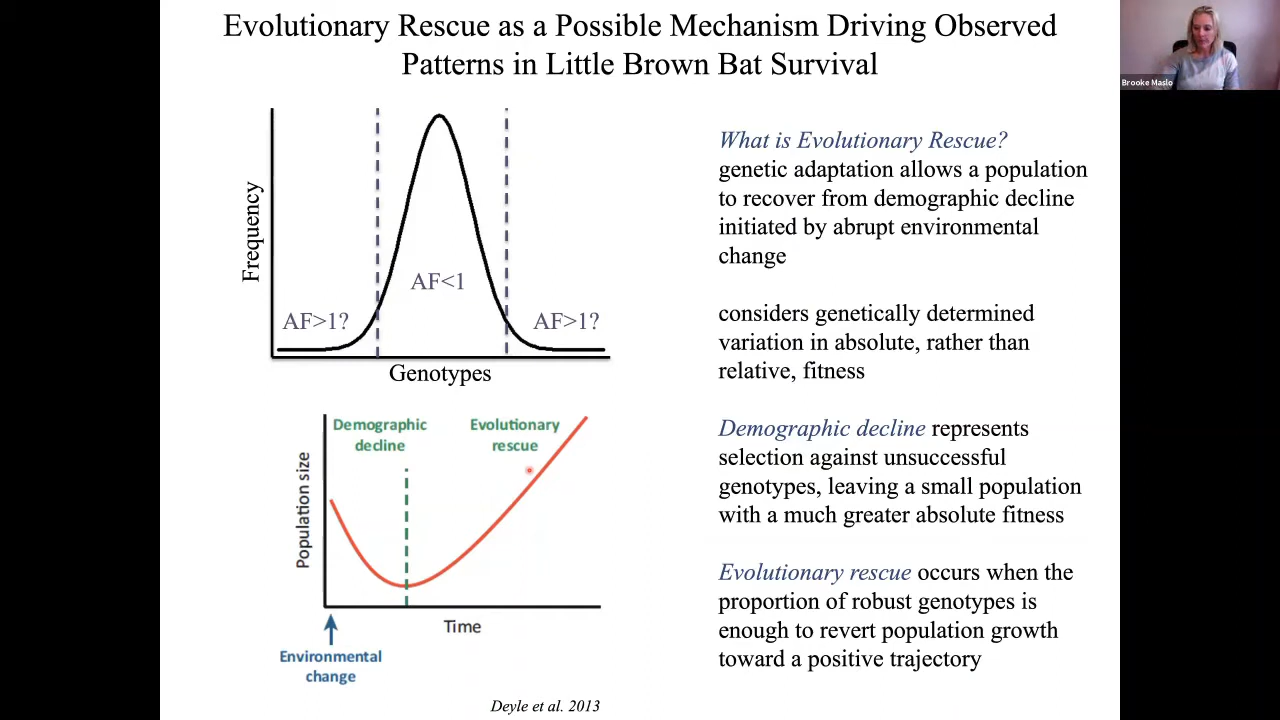 Evolutionary Rescue as a Possible Mechanism Driving Observed
Patterns in Little Brown Bat Survival
Brooke Maslo
Frequency
AF<1
AF>1?
AF>1?
Genotypes
What is Evolutionary Rescue?
genetic adaptation allows a population
to recover from demographic decline
initiated by abrupt environmental
change
considers genetically determined
variation in absolute, rather than
relative, fitness
Demographic
decline
Evolutionary
rescue
Population size
Time
Environmental
change
Demographic decline represents
selection against unsuccessful
genotypes, leaving a small population
with a much greater absolute fitness
Evolutionary rescue occurs when the
proportion of robust genotypes is
enough to revert population growth
toward a positive trajectory
Deyle et al. 2013